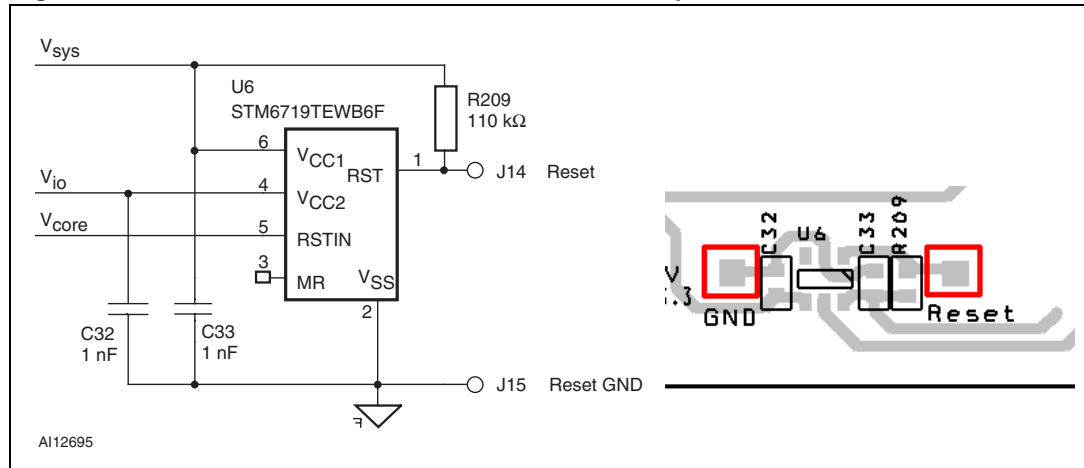 Vsys
U6
STM6719TEWB6F
R209
110 kΩ
6
VCC1
1
RST
J14 Reset
Vio
4
VCC2
Vcore
5
RSTIN
3
MR
VSS
2
C32
1 nF
C33
1 nF
J15 Reset GND
AI12695
C32
U6
C33
R209
V
GND
Reset